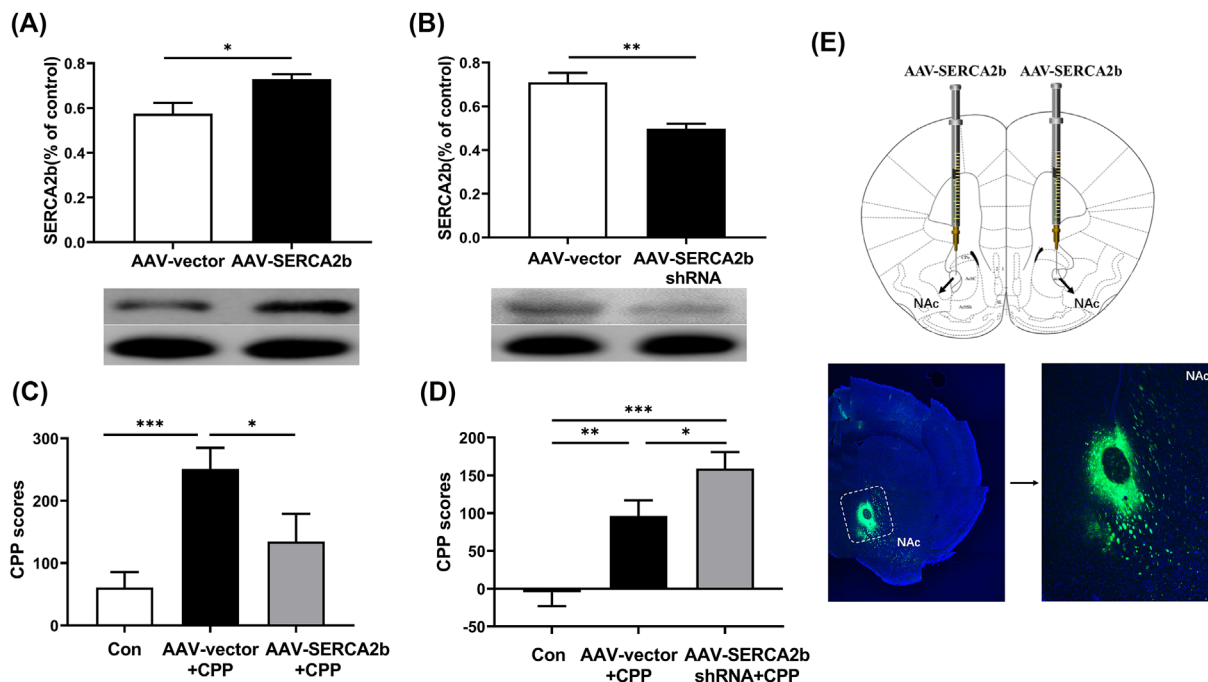 (A)
*
SERCA2b(% of control)
0.8
0.6
0.4
0.2
0.0
AAV-vector AAV-SERCA2b
(B)
**
SERCA2b(% of control)
0.8
0.6
0.4
0.2
0.0
AAV-vector AAV-SERCA2b
shRNA
(C)
*** *
CPP scores
300
200
100
0
Con AAV-vector AAV-SERCA2b
+CPP +CPP
(D)
***
** *
CPP scores
200
150
100
50
0
-50
Con AAV-vector AAV-SERCA2b
+CPP shRNA+CPP
(E)
AAV-SERCA2b AAV-SERCA2b
NAc NAc
NAc
NAc